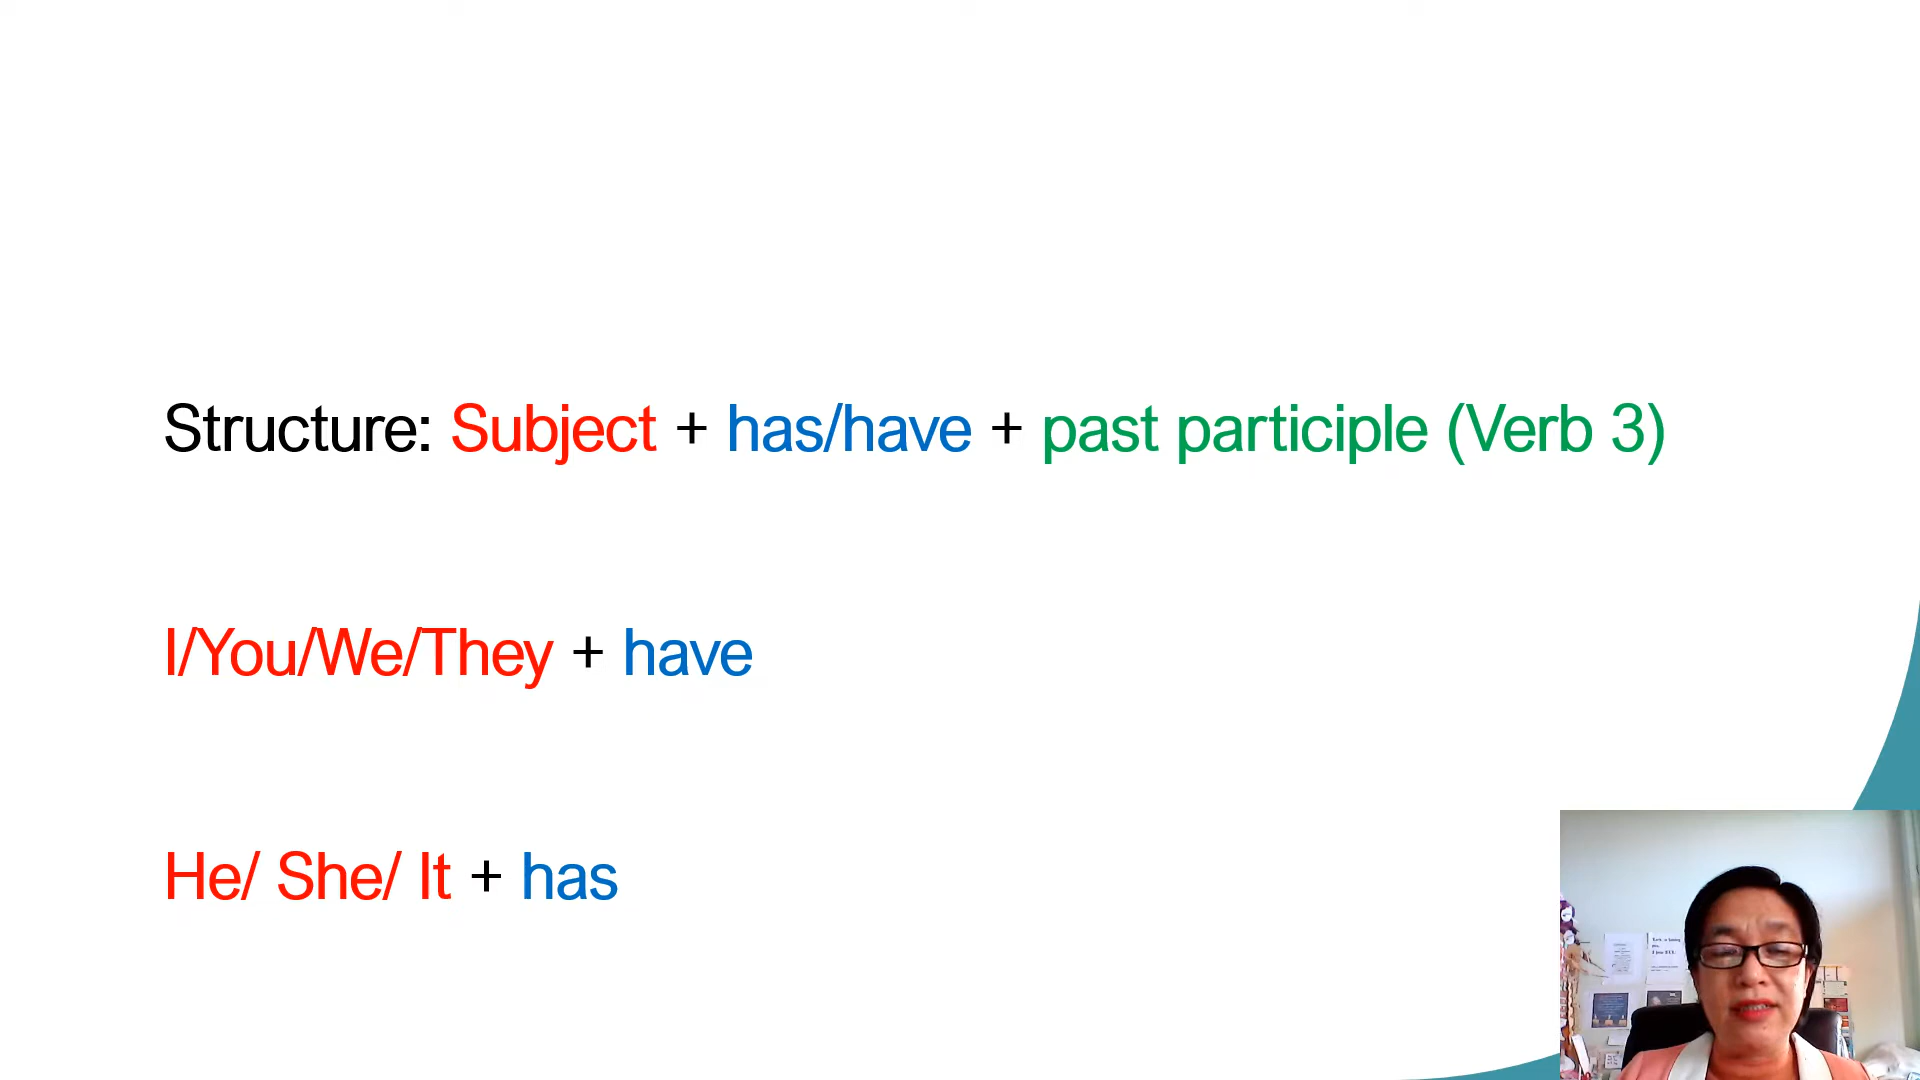 Structure: Subject + has/have + past participle (Verb 3)
I/You/We/They + have
He/ She/ It + has